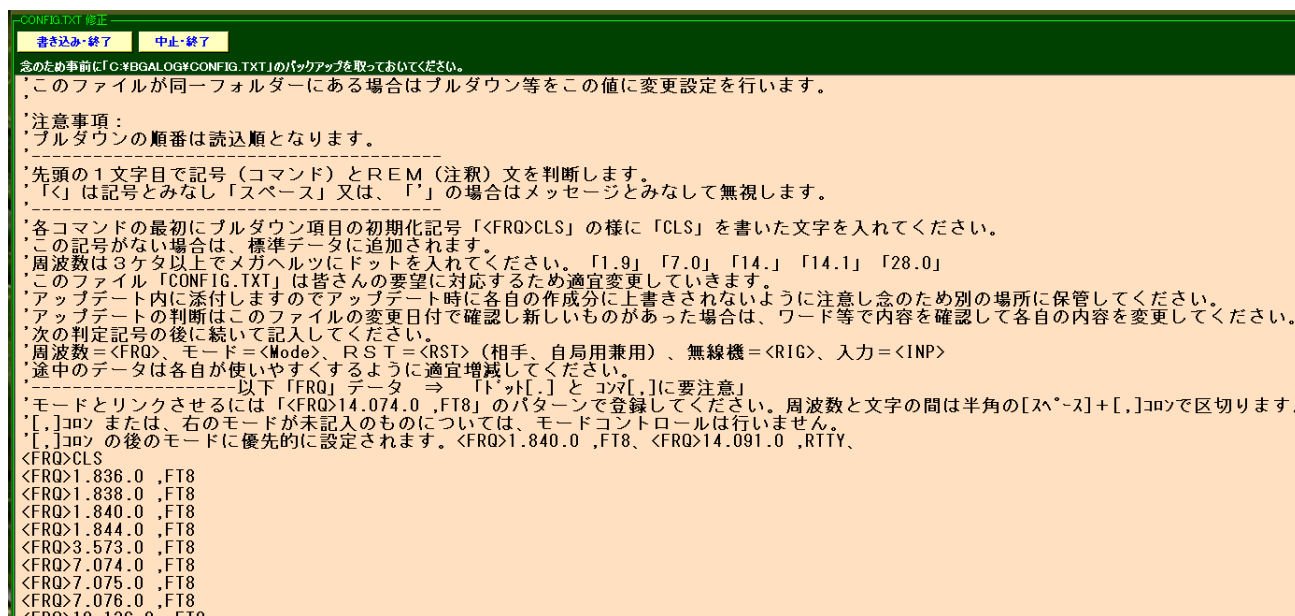 CONFIG.TXT 修正
書き込み・終了 中止・終了
念のため事前に「C:¥BGALOG¥CONFIG.TXT」のバックアップを取っておいてください。
'このファイルが同一フォルダーにある場合はプルダウン等をこの値に変更設定を行います。
'
'注意事項：
'プルダウンの順番は読込順となります。
'----------------------------------------
'先頭の１文字目で記号（コマンド）とＲＥＭ（注釈）文を判断します。
'「<」は記号とみなし「スペース」又は、「'」の場合はメッセージとみなして無視します。
'----------------------------------------
'各コマンドの最初にプルダウン項目の初期化記号「<FRQ>CLS」の様に「CLS」を書いた文字を入れてください。
'この記号がない場合は、標準データに追加されます。
'周波数は３ケタ以上でメガヘルツにドットを入れてください。「1.9」「7.0」「14.」「14.1」「28.0」
'このファイル「CONFIG.TXT」は皆さんの要望に対応するため適宜変更していきます。
'アップデート内に添付しますのでアップデート時に各自の作成分に上書きされないように注意し念のため別の場所に保管してください。
'アップデートの判断はこのファイルの変更日付で確認し新しいものがあった場合は、ワード等で内容を確認して各自の内容を変更してください。
'次の判定記号の後に続いて記入してください。
'周波数＝<FRQ>、モード＝<Mode>、ＲＳＴ＝<RST>（相手、自局用兼用）、無線機＝<RIG>、入力＝<INP>
'途中のデータは各自が使いやすくするように適宜増減してください。
'--------------------以下「FRQ」データ　⇒　「ﾄﾞｯﾄ[.] と ｺﾝﾏ[,]に要注意」
'モードとリンクさせるには「<FRQ>14.074.0 ,FT8」のパターンで登録してください。周波数と文字の間は半角の[ｽﾍﾟｰｽ]+[,]ｺﾛﾝで区切ります。
'[,]ｺﾛﾝ または、右のモードが未記入のものについては、モードコントロールは行いません。
'[,]ｺﾛﾝ の後のモードに優先的に設定されます。<FRQ>1.840.0 ,FT8、<FRQ>14.091.0 ,RTTY、
<FRQ>CLS
<FRQ>1.836.0 ,FT8
<FRQ>1.838.0 ,FT8
<FRQ>1.840.0 ,FT8
<FRQ>1.844.0 ,FT8
<FRQ>3.573.0 ,FT8
<FRQ>7.074.0 ,FT8
<FRQ>7.075.0 ,FT8
<FRQ>7.076.0 ,FT8
<FRQ>10.136.0 ,FT8